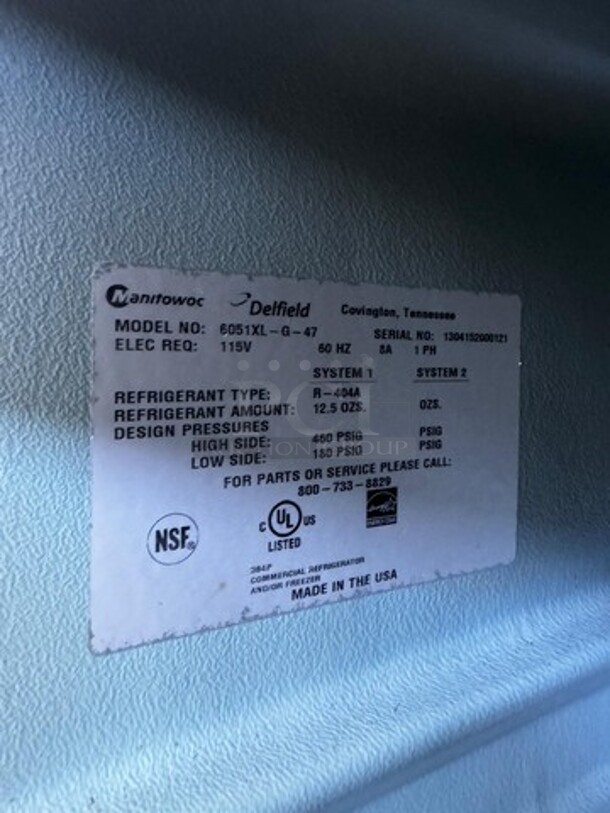 Manitowoc Delfield Covington, Tennessee
MODEL NO: 6051XL-G-47 SERIAL NO: 1304152000121
ELEC REQ: 115V 60 HZ 8A 1 PH
SYSTEM 1 SYSTEM 2
REFRIGERANT TYPE: R-404A
REFRIGERANT AMOUNT: 12.5 OZS. OZS.
DESIGN PRESSURES
HIGH SIDE: 460 PSIG PSIG
LOW SIDE: 180 PSIG PSIG
FOR PARTS OR SERVICE PLEASE CALL:
800-733-8829
NSF®
C UL US
LISTED
COMMERCIAL REFRIGERATOR
AND/OR FREEZER
MADE IN THE USA